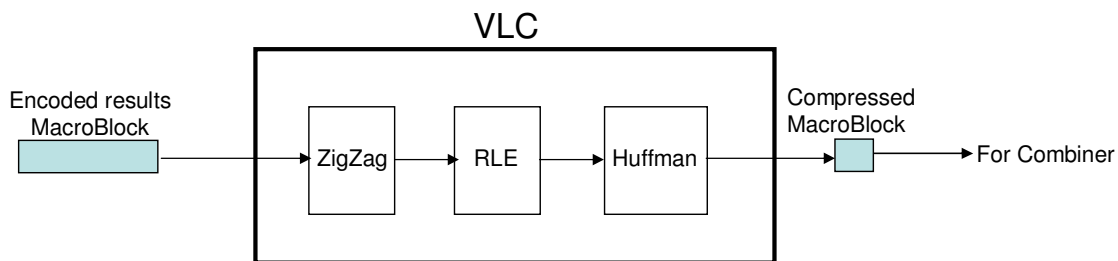 VLC
Encoded results
MacroBlock
ZigZag
RLE
Huffman
Compressed
MacroBlock
For Combiner